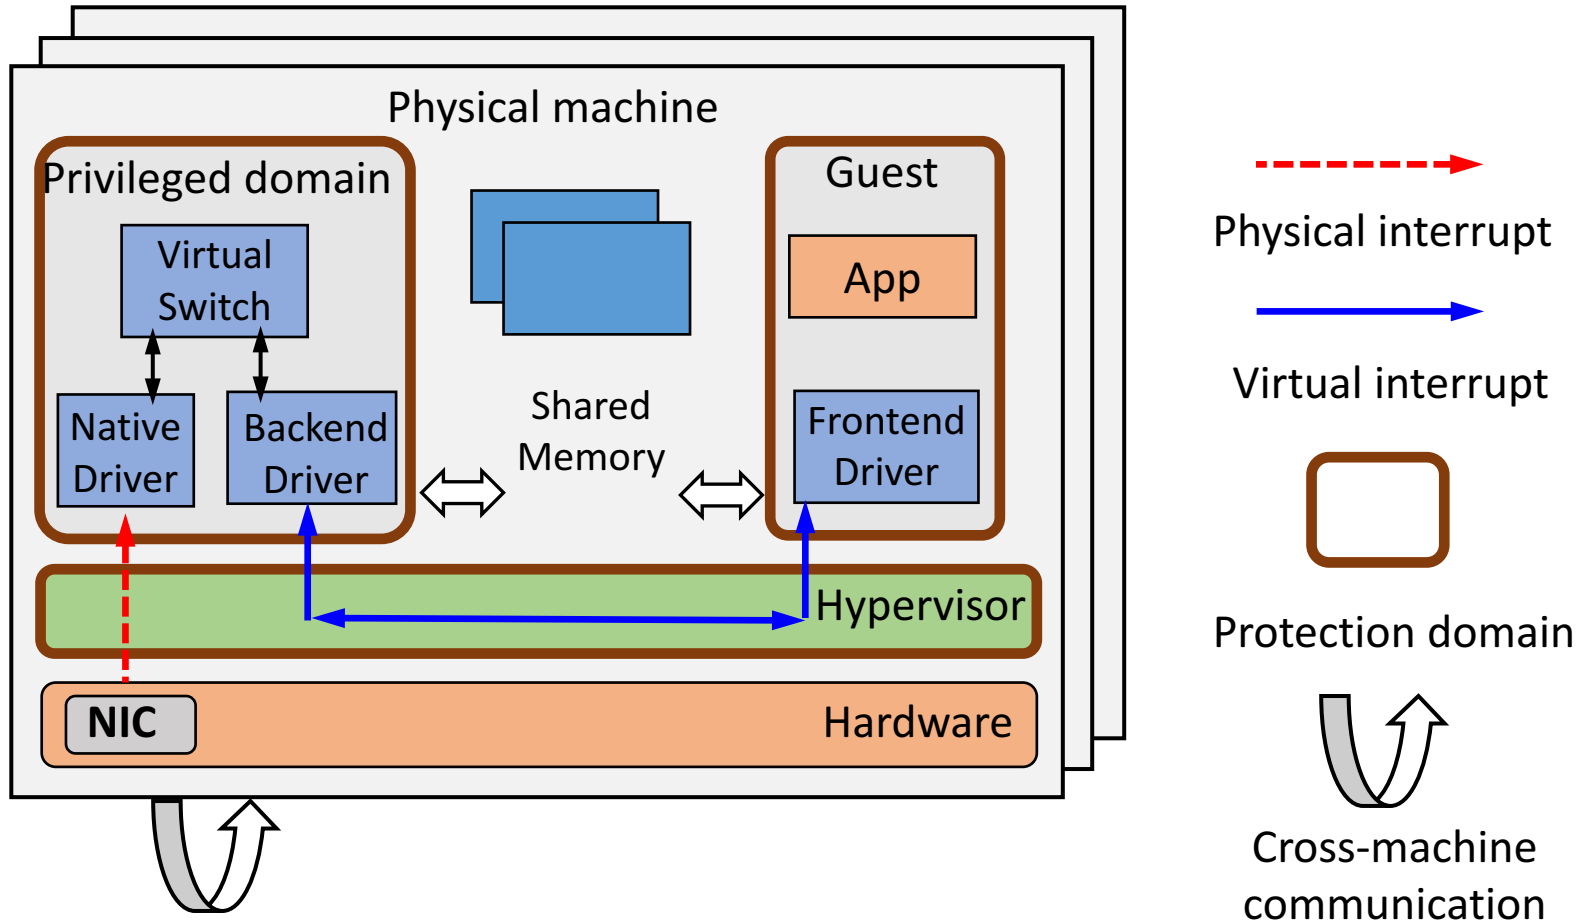 Physical machine
Privileged domain
Virtual
Switch
Native
Driver
Backend
Driver
Shared
Memory
Guest
App
Frontend
Driver
Hypervisor
NIC
Hardware
Physical interrupt
Virtual interrupt
Protection domain
Cross-machine
communication